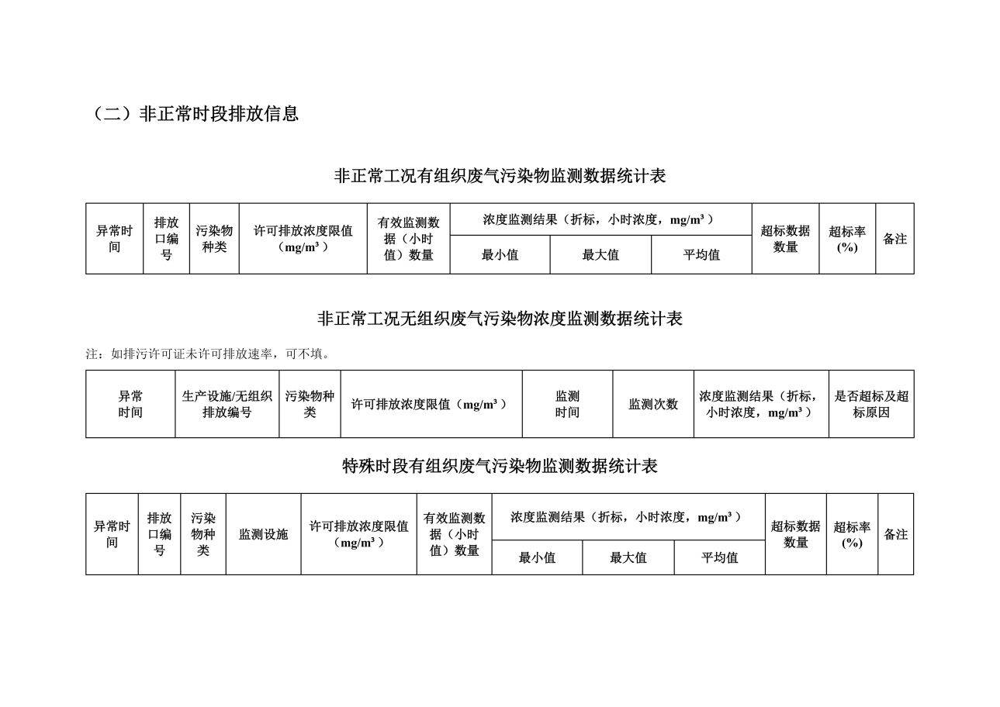 （二）非正常时段排放信息
非正常工况有组织废气污染物监测数据统计表
异常时
间
排放
口编
号
污染物
种类
许可排放浓度限值
（mg/m³ ）
有效监测数
据（小时
值）数量
浓度监测结果（折标，小时浓度，mg/m³ ）
最小值
最大值
平均值
超标数据
数量
超标率
(%)
备注
非正常工况无组织废气污染物浓度监测数据统计表
注：如排污许可证未许可排放速率，可不填。
异常
时间
生产设施/无组织
排放编号
污染物种
类
许可排放浓度限值（mg/m³ ）
监测
时间
监测次数
浓度监测结果（折标，
小时浓度，mg/m³ ）
是否超标及超
标原因
特殊时段有组织废气污染物监测数据统计表
异常时
间
排放
口编
号
污染
物种
类
监测设施
许可排放浓度限值
（mg/m³ ）
有效监测数
据（小时
值）数量
浓度监测结果（折标，小时浓度，mg/m³ ）
最小值
最大值
平均值
超标数据
数量
超标率
(%)
备注